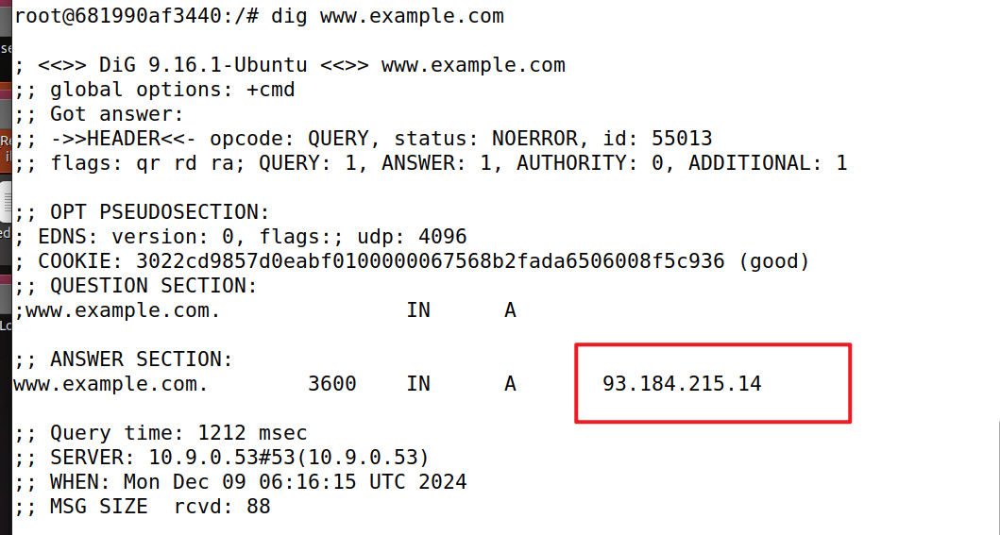 root@681990af3440:/# dig www.example.com
; <<>> DiG 9.16.1-Ubuntu <<>> www.example.com
;; global options: +cmd
;; Got answer:
;; ->>HEADER<<- opcode: QUERY, status: NOERROR, id: 55013
;; flags: qr rd ra; QUERY: 1, ANSWER: 1, AUTHORITY: 0, ADDITIONAL: 1
;; OPT PSEUDOSECTION:
; EDNS: version: 0, flags:; udp: 4096
; COOKIE: 3022cd9857d0eabf0100000067568b2fada6506008f5c936 (good)
;; QUESTION SECTION:
;www.example.com. IN A
;; ANSWER SECTION:
www.example.com. 3600 IN A 93.184.215.14
;; Query time: 1212 msec
;; SERVER: 10.9.0.53#53(10.9.0.53)
;; WHEN: Mon Dec 09 06:16:15 UTC 2024
;; MSG SIZE rcvd: 88